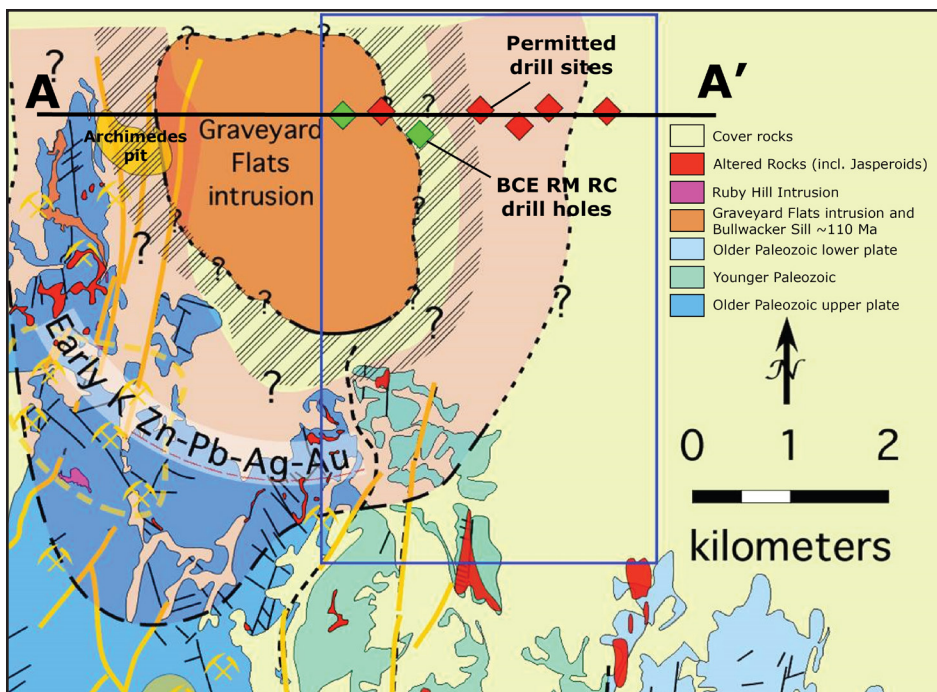 Permitted
drill sites
A
A’
?
?
?
?
?
?
?
?
?
?
?
?
?
Archimedes
pit
Graveyard
Flats
intrusion
BCE RM RC
drill holes
Cover rocks
Altered Rocks (incl. Jasperoids)
Ruby Hill Intrusion
Graveyard Flats intrusion and
Bullwacker Sill ~110 Ma
Older Paleozoic lower plate
Younger Paleozoic
Older Paleozoic upper plate
Early K Zn-Pb-Ag-Au
N
0 1 2
kilometers